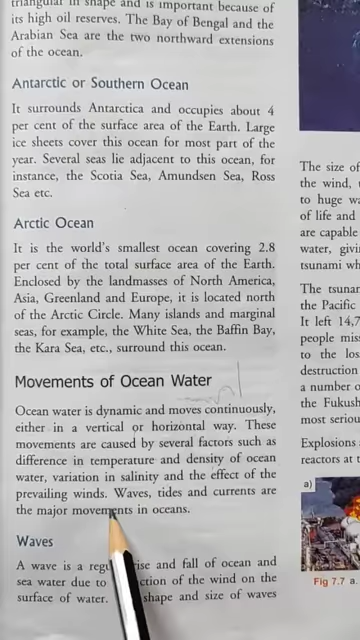 triangular in shape and is important because of
its high oil reserves. The Bay of Bengal and the
Arabian Sea are the two northward extensions
of the ocean.
Antarctic or Southern Ocean
It surrounds Antarctica and occupies about 4
per cent of the surface area of the Earth. Large
ice sheets cover this ocean for most part of the
year. Several seas lie adjacent to this ocean, for
instance, the Scotia Sea, Amundsen Sea, Ross
Sea etc.
Arctic Ocean
It is the world's smallest ocean covering 2.8
per cent of the total surface area of the Earth.
Enclosed by the landmasses of North America,
Asia, Greenland and Europe, it is located north
of the Arctic Circle. Many islands and marginal
seas, for example, the White Sea, the Baffin Bay,
the Kara Sea, etc., surround this ocean.
Movements of Ocean Water
Ocean water is dynamic and moves continuously,
either in a vertical or horizontal way. These
movements are caused by several factors such as
difference in temperature and density of ocean
water, variation in salinity and the effect of the
prevailing winds. Waves, tides and currents are
the major movements in oceans.
Waves
A wave is a regu rise and fall of ocean and
sea water due to ction of the wind on the
surface of water. shape and size of waves
The size of
the wind,
to huge wa
of life and
are capable
water, givi
tsunami wh
The tsunar
the Pacific
It left 14,7
people miss
to the los
destruction
a number o
the Fukush
most seriou
Explosions
reactors at t
a)
Fig 7.7 a.